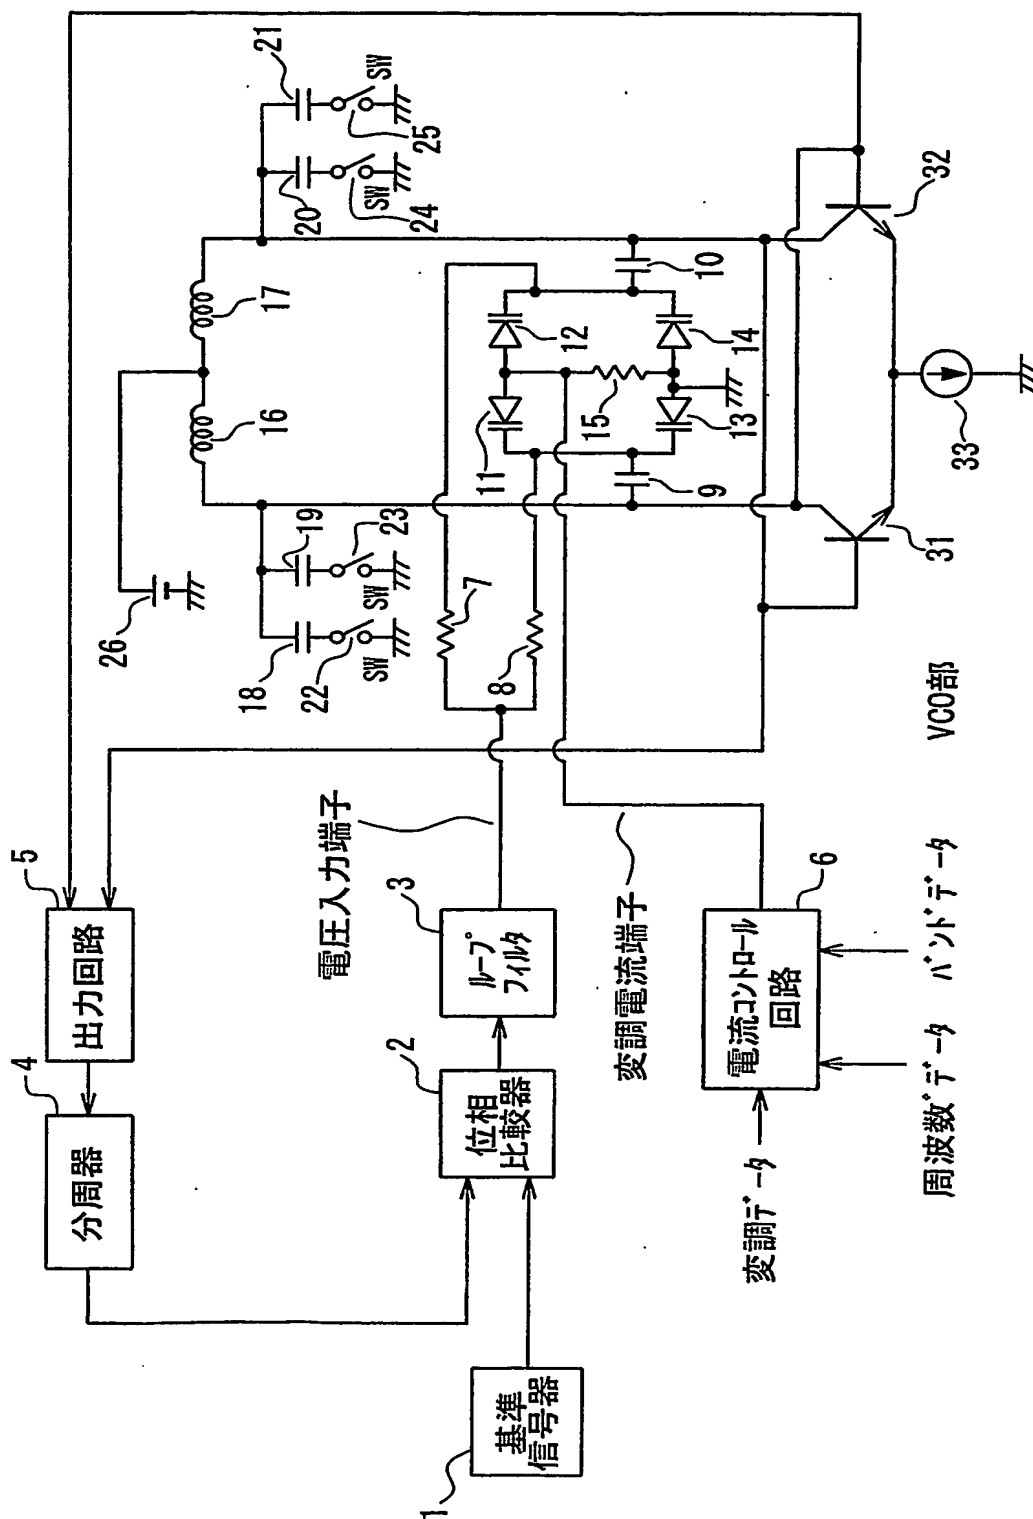 1
基準
信号器
2
位相
比較器
3
ループ
フィルタ
4
分周器
5
出力回路
電圧入力端子
変調電流端子
6
電流コントロール
回路
変調データ
周波数データ
バンドデータ
VCO部
7
8
9
10
11
12
13
14
15
16
17
18
19
20
21
22
SW
23
SW
24
SW
25
SW
26
31
32
33